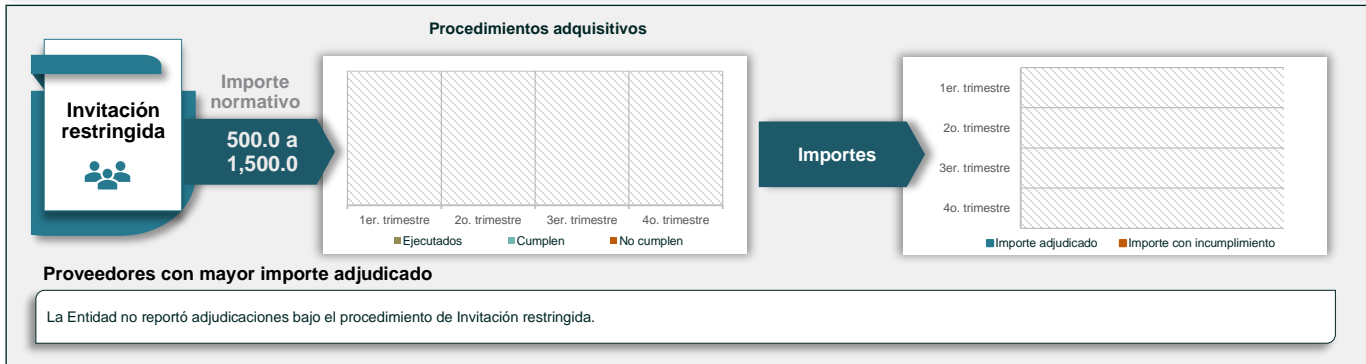 Procedimientos adquisitivos
Invitación
restringida
Importe
normativo
500.0 a
1,500.0
1er. trimestre 2o. trimestre 3er. trimestre 4o. trimestre
Ejecutados Cumplen No cumplen
Importes
1er. trimestre
2o. trimestre
3er. trimestre
4o. trimestre
Importe adjudicado Importe con incumplimiento
Proveedores con mayor importe adjudicado
La Entidad no reportó adjudicaciones bajo el procedimiento de Invitación restringida.